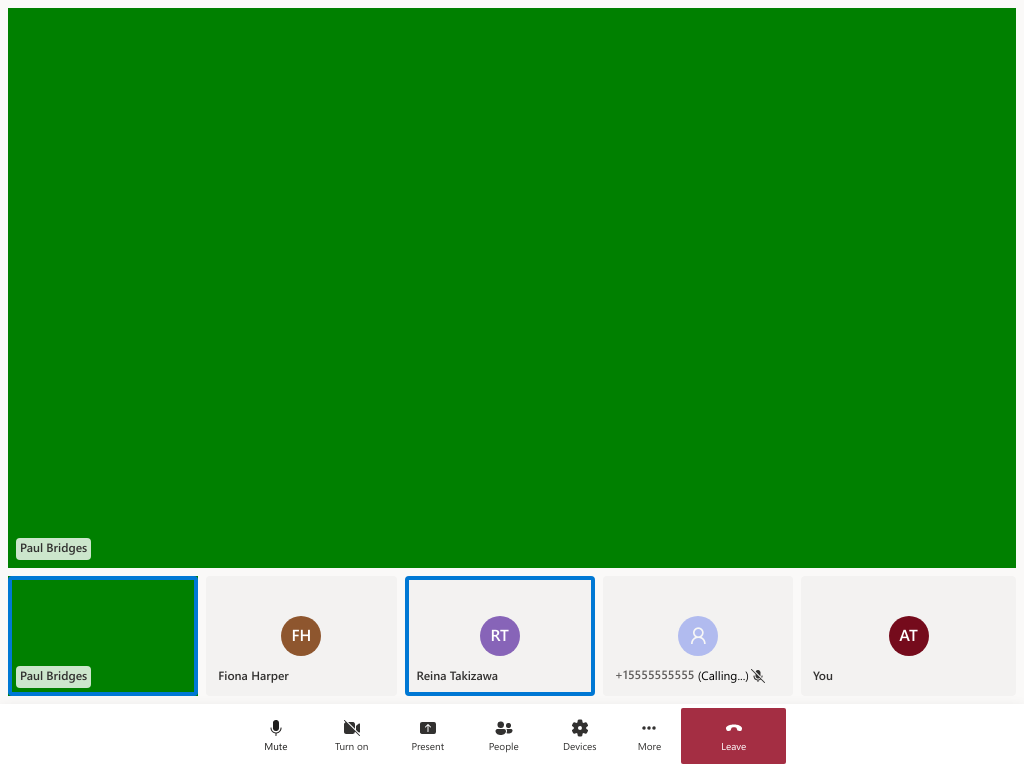 Paul Bridges
Paul Bridges
FH
Fiona Harper
RT
Reina Takizawa
+15555555555 (Calling...)
AT
You
Mute
Turn on
Present
People
Devices
More
Leave